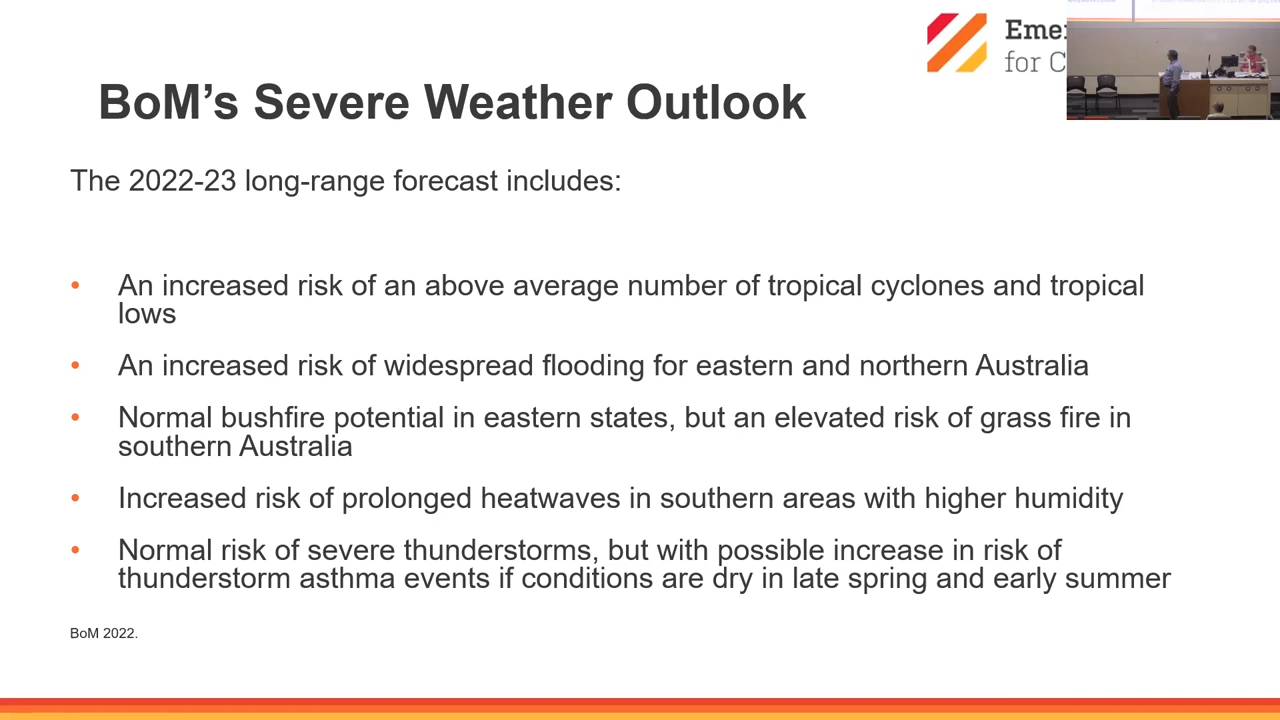 BoM’s Severe Weather Outlook
for C
The 2022-23 long-range forecast includes:
• An increased risk of an above average number of tropical cyclones and tropical
lows
• An increased risk of widespread flooding for eastern and northern Australia
• Normal bushfire potential in eastern states, but an elevated risk of grass fire in
southern Australia
• Increased risk of prolonged heatwaves in southern areas with higher humidity
• Normal risk of severe thunderstorms, but with possible increase in risk of
thunderstorm asthma events if conditions are dry in late spring and early summer
BoM 2022.